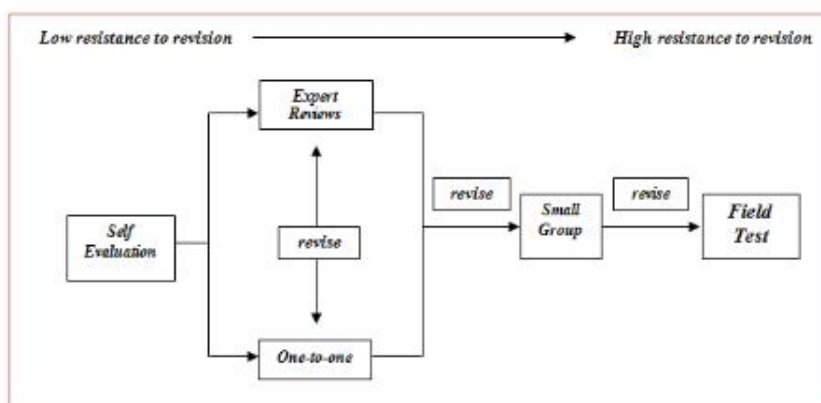 Low resistance to revision
High resistance to revision
Expert
Reviews
revise
revise
Small
Group
Field
Test
Self
Evaluation
revise
One-to-one